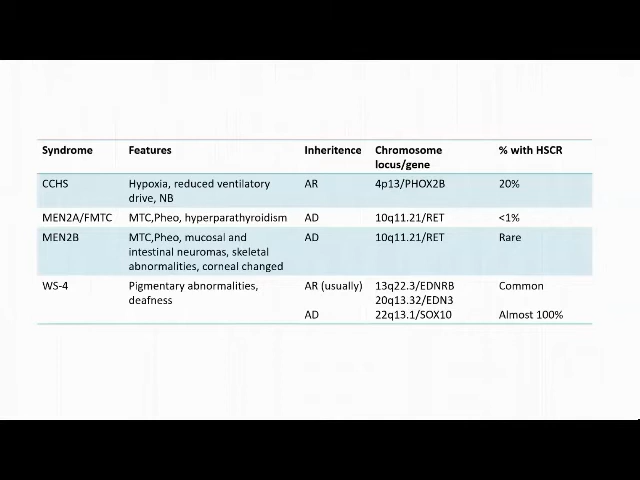 Syndrome Features Inheritence Chromosome locus/gene % with HSCR
CCHS Hypoxia, reduced ventilatory drive, NB AR 4p13/PHOX2B 20%
MEN2A/FMTC MTC,Pheo, hyperparathyroidism AD 10q11.21/RET <1%
MEN2B MTC,Pheo, mucosal and intestinal neuromas, skeletal abnormalities, corneal changed AD 10q11.21/RET Rare
WS-4 Pigmentary abnormalities, deafness AR (usually) 13q22.3/EDNRB Common
20q13.32/EDN3
AD 22q13.1/SOX10 Almost 100%